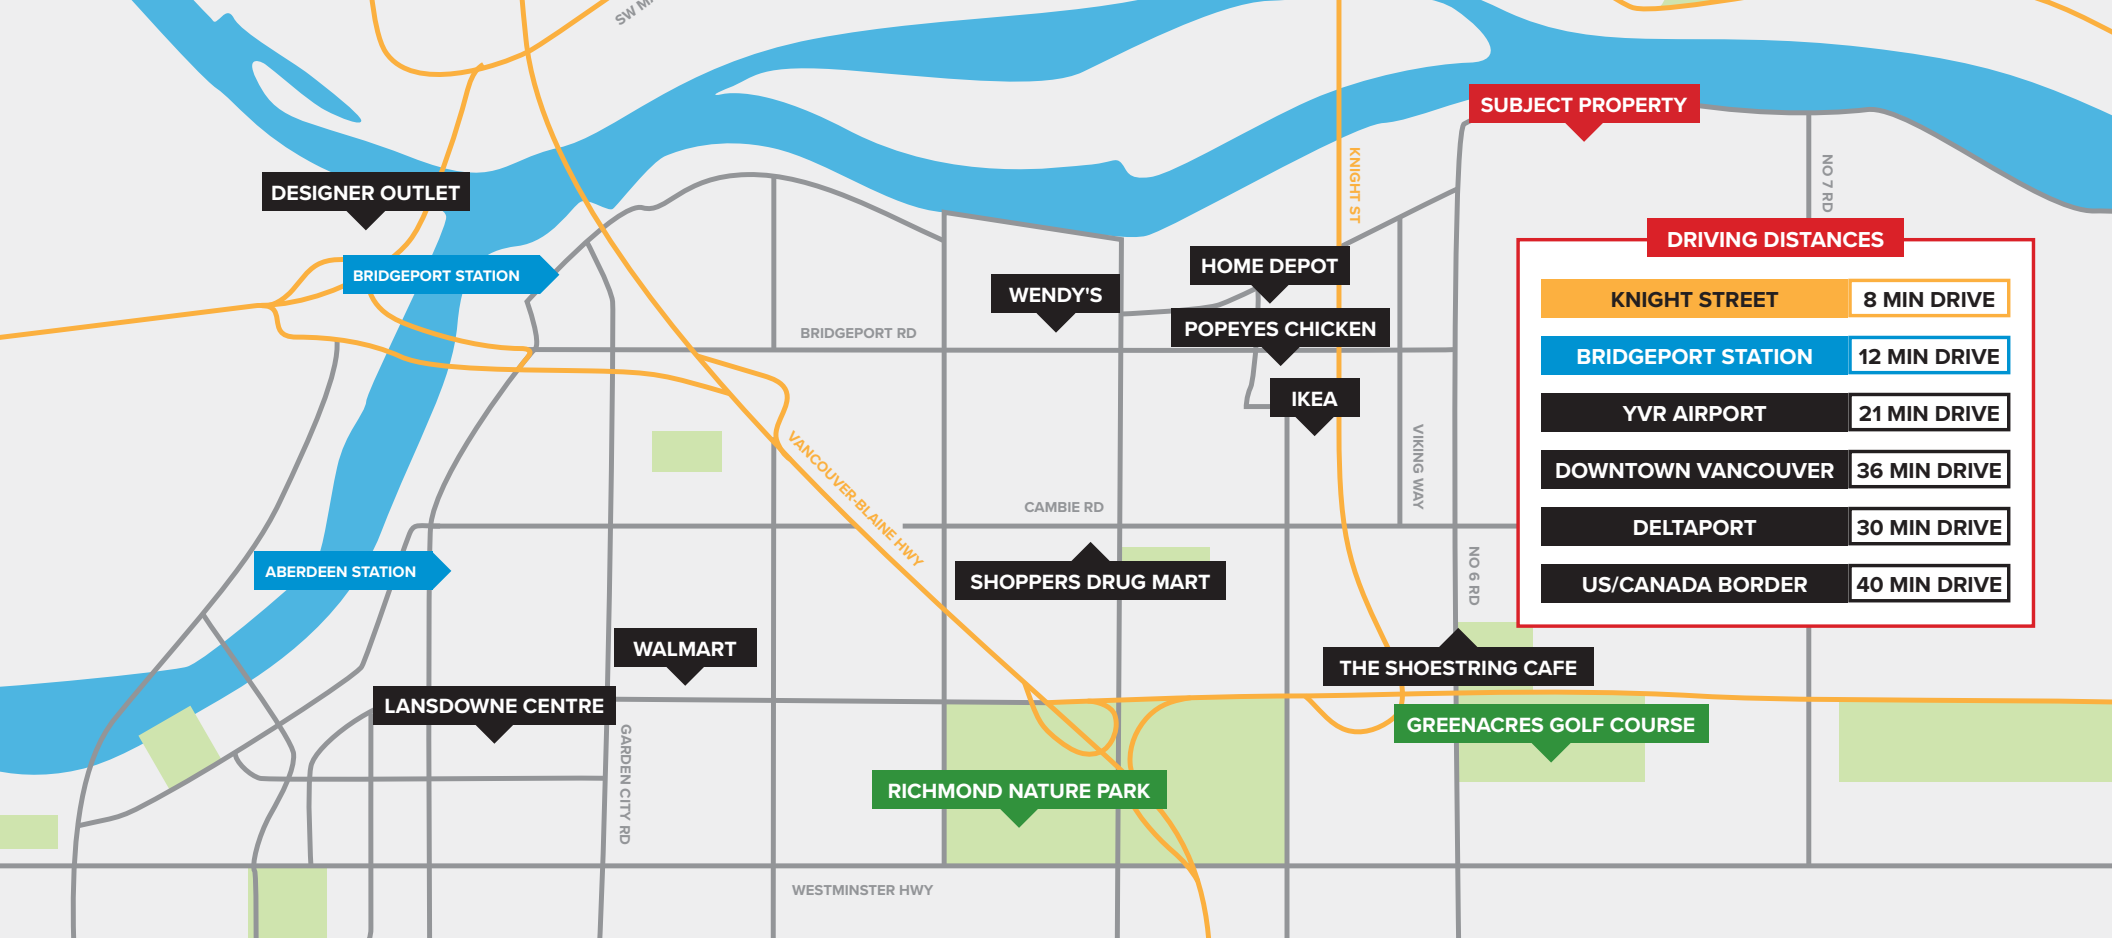 SW M
SUBJECT PROPERTY
KNIGHT ST
NO 7 RD
DESIGNER OUTLET
BRIDGEPORT STATION
HOME DEPOT
WENDY'S
POPEYES CHICKEN
BRIDGEPORT RD
IKEA
DRIVING DISTANCES
KNIGHT STREET 8 MIN DRIVE
BRIDGEPORT STATION 12 MIN DRIVE
YVR AIRPORT 21 MIN DRIVE
DOWNTOWN VANCOUVER 36 MIN DRIVE
DELTAPORT 30 MIN DRIVE
US/CANADA BORDER 40 MIN DRIVE
VANCOUVER-BLAINE HWY
VIKING WAY
CAMBIE RD
NO 6 RD
ABERDEEN STATION
SHOPPERS DRUG MART
WALMART
THE SHOESTRING CAFE
LANSDOWNE CENTRE
GREENACRES GOLF COURSE
GARDEN CITY RD
RICHMOND NATURE PARK
WESTMINSTER HWY